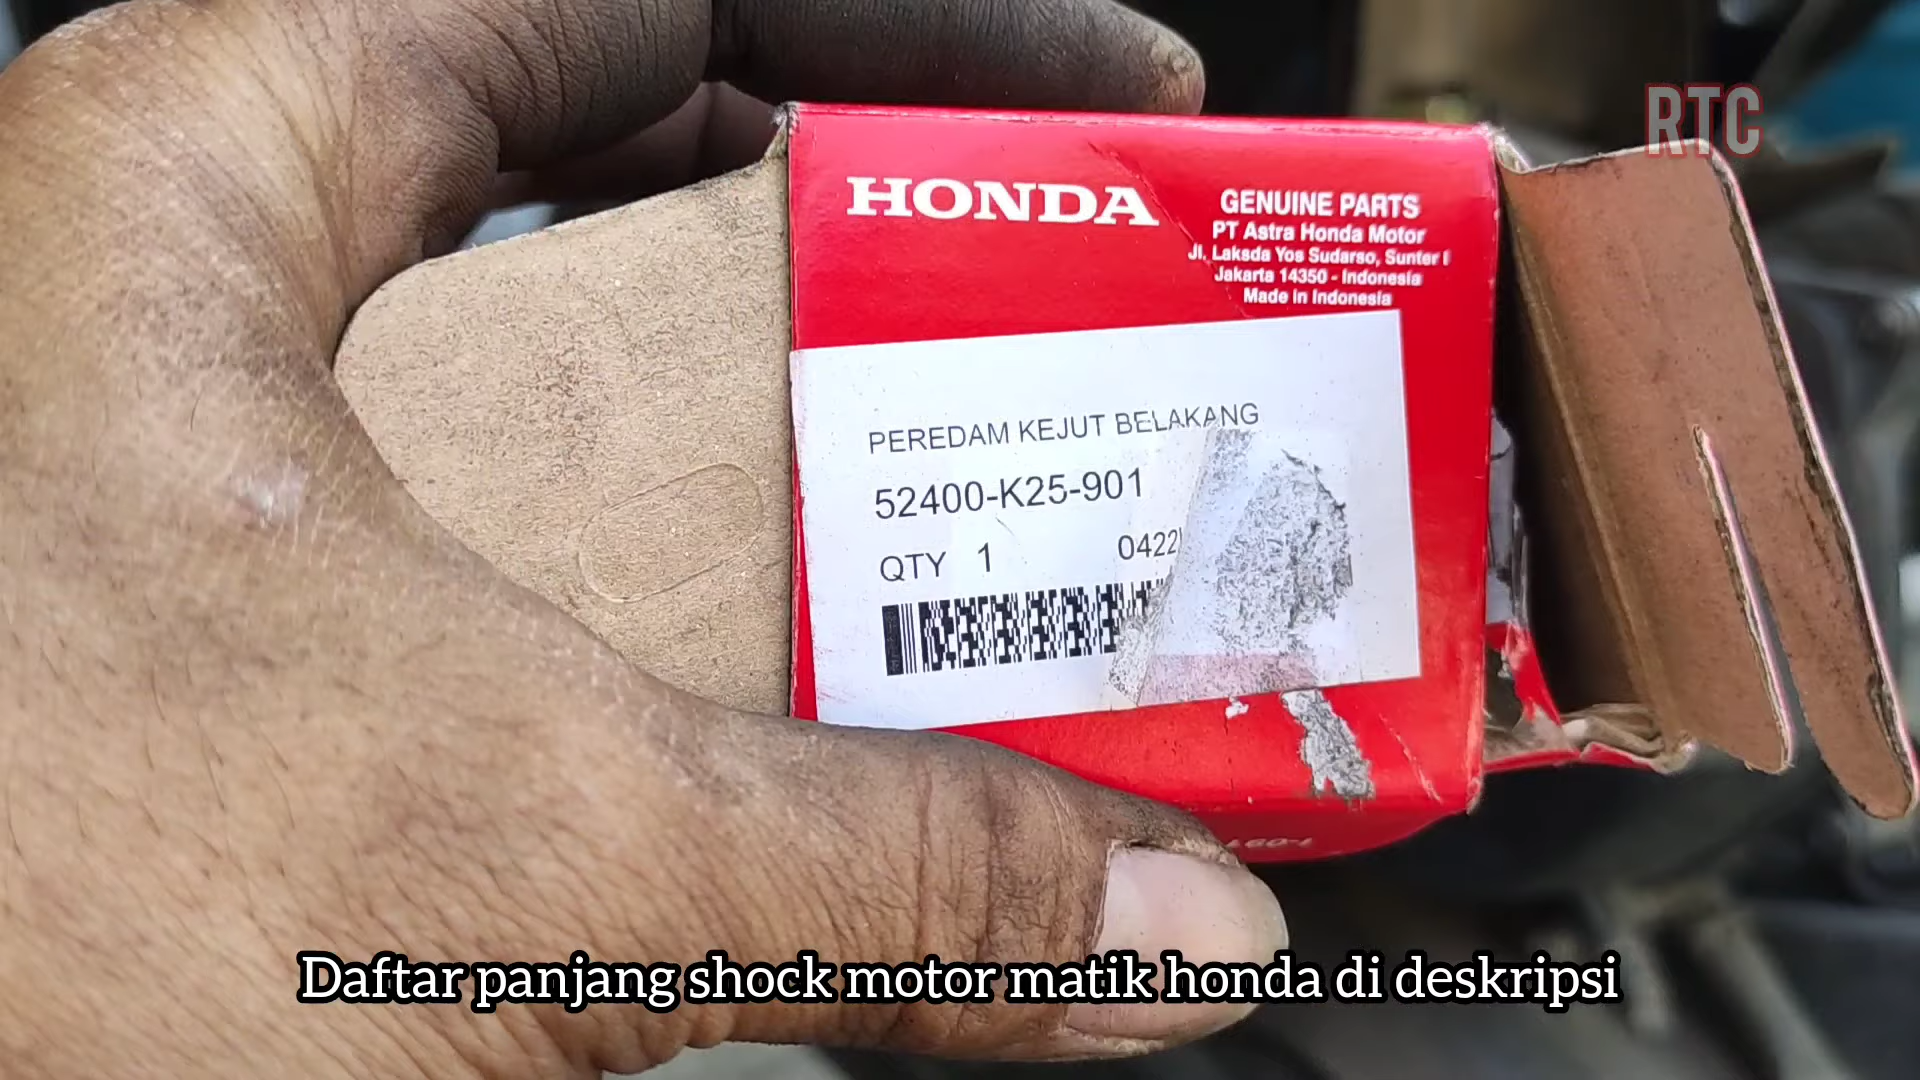 RTC
HONDA
GENUINE PARTS
PT Astra Honda Motor
Jl. Laksda Yos Sudarso, Sunter I
Jakarta 14350 - Indonesia
Made in Indonesia
PEREDAM KEJUT BELAKANG
52400-K25-901
QTY 1 0422
Daftar panjang shock motor matik honda di deskripsi